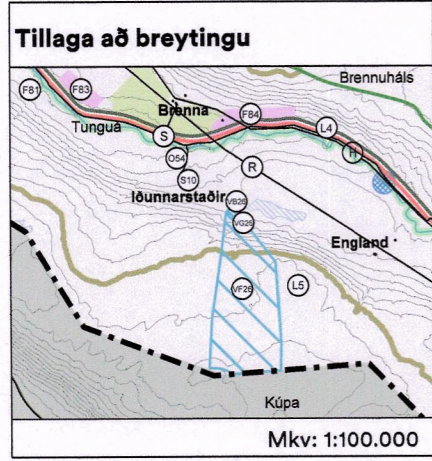 Tillaga að breytingu
Brennuháls
F81
F83
Brenna
F84
Tunguá
S
L4
H
O54
R
S10
Iðunnarstaðir
VB26
VG26
England
VF26
L5
Kúpa
Mkv: 1:100.000